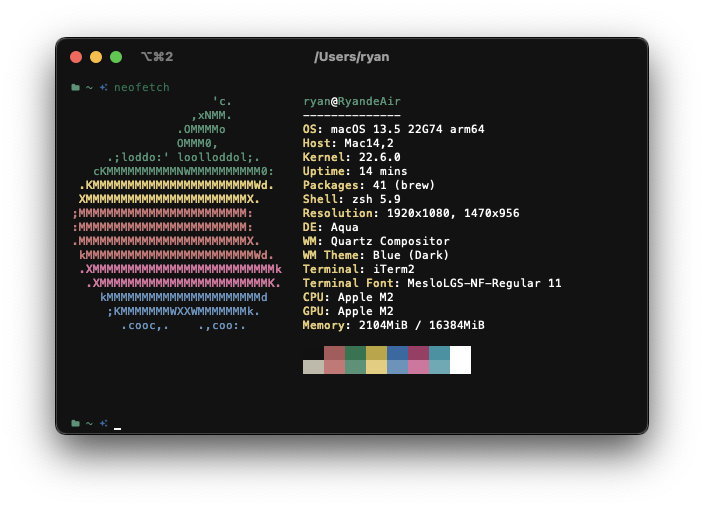 ⌥⌘2 /Users/ryan
~ neofetch
'c. ryan@RyandeAir
,xNMM. --------------
.OMMMMo OS: macOS 13.5 22G74 arm64
OMMM0, Host: Mac14,2
.;loddo:' loolloddol;. Kernel: 22.6.0
cKMMMMMMMMMMNWMMMMMMMMMM0: Uptime: 14 mins
.KMMMMMMMMMMMMMMMMMMMMMMMWd. Packages: 41 (brew)
XMMMMMMMMMMMMMMMMMMMMMMMX. Shell: zsh 5.9
;MMMMMMMMMMMMMMMMMMMMMMMM: Resolution: 1920x1080, 1470x956
:MMMMMMMMMMMMMMMMMMMMMMMM: DE: Aqua
.MMMMMMMMMMMMMMMMMMMMMMMMX. WM: Quartz Compositor
kMMMMMMMMMMMMMMMMMMMMMMMMWd. WM Theme: Blue (Dark)
.XMMMMMMMMMMMMMMMMMMMMMMMMMMk Terminal: iTerm2
.XMMMMMMMMMMMMMMMMMMMMMMMMK. Terminal Font: MesloLGS-NF-Regular 11
kMMMMMMMMMMMMMMMMMMMMMMd CPU: Apple M2
;KMMMMMMMWXXWMMMMMMMk. GPU: Apple M2
.cooc,. .,coo:. Memory: 2104MiB / 16384MiB
~